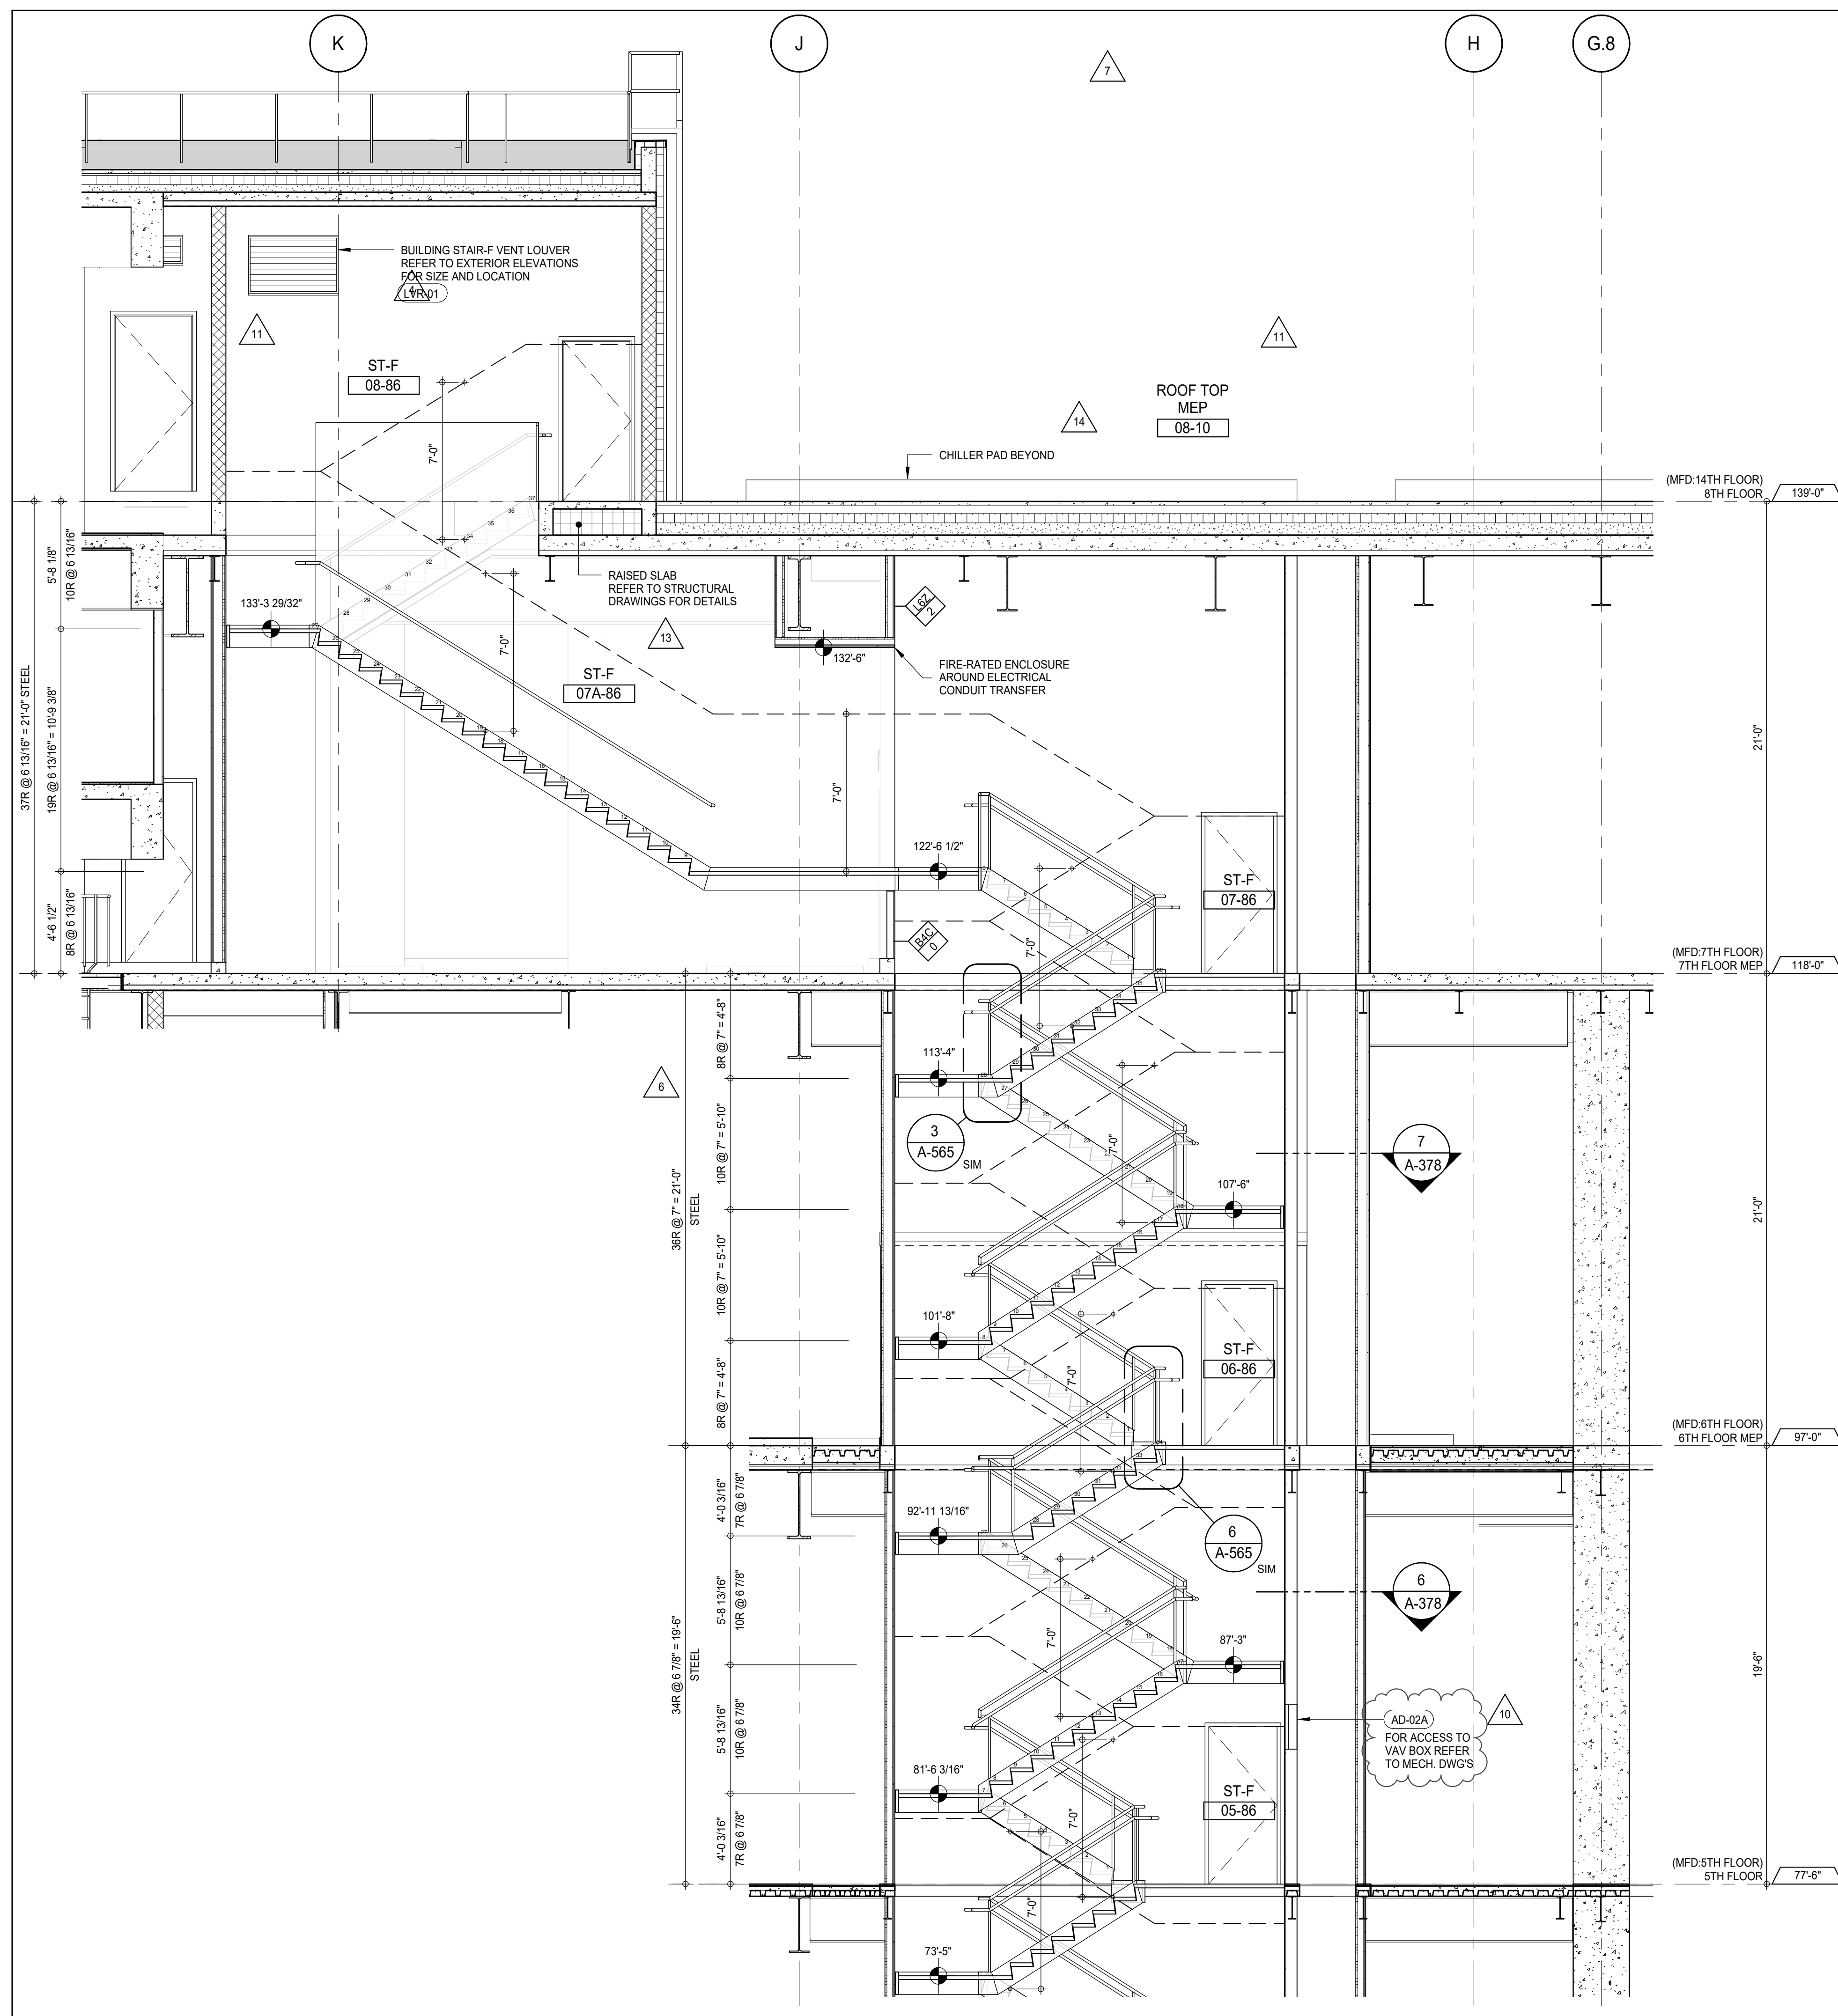 K
J
H
G.8
7
BUILDING STAIR-F VENT LOUVER
REFER TO EXTERIOR ELEVATIONS
FOR SIZE AND LOCATION
4
LVR-01
11
11
ST-F
08-86
7'-0"
14
ROOF TOP
MEP
08-10
CHILLER PAD BEYOND
(MFD:14TH FLOOR)
8TH FLOOR
139'-0"
37R @ 6 13/16" = 21'-0" STEEL
5'-8 1/8"
10R @ 6 13/16"
19R @ 6 13/16" = 10'-9 3/8"
4'-6 1/2"
8R @ 6 13/16"
133'-3 29/32"
RAISED SLAB
REFER TO STRUCTURAL
DRAWINGS FOR DETAILS
L6Z
2
13
7'-0"
132'-6"
FIRE-RATED ENCLOSURE
AROUND ELECTRICAL
CONDUIT TRANSFER
ST-F
07A-86
7'-0"
21'-0"
122'-6 1/2"
ST-F
07-86
B4C
0
7'-0"
(MFD:7TH FLOOR)
7TH FLOOR MEP
118'-0"
8R @ 7" = 4'-8"
113'-4"
6
3
A-565
SIM
7'-0"
10R @ 7" = 5'-10"
7
A-378
36R @ 7" = 21'-0"
STEEL
107'-6"
21'-0"
10R @ 7" = 5'-10"
101'-8"
ST-F
06-86
7'-0"
8R @ 7" = 4'-8"
(MFD:6TH FLOOR)
6TH FLOOR MEP
97'-0"
4'-0 3/16"
7R @ 6 7/8"
92'-11 13/16"
6
A-565
SIM
5'-8 13/16"
10R @ 6 7/8"
6
A-378
34R @ 6 7/8" = 19'-6"
STEEL
7'-0"
87'-3"
19'-6"
5'-8 13/16"
10R @ 6 7/8"
AD-02A
FOR ACCESS TO
VAV BOX REFER
TO MECH. DWG'S
10
81'-6 3/16"
ST-F
05-86
7'-0"
4'-0 3/16"
7R @ 6 7/8"
(MFD:5TH FLOOR)
5TH FLOOR
77'-6"
7'-0"
73'-5"